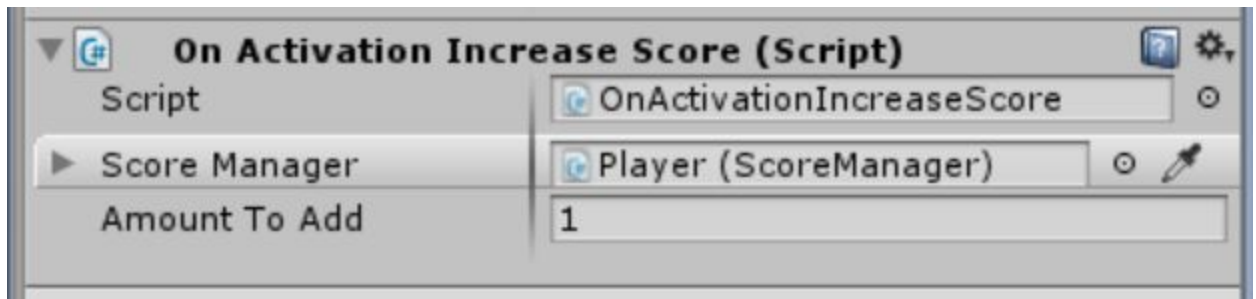 On Activation Increase Score (Script)
Script OnActivationIncreaseScore
Score Manager Player (ScoreManager)
Amount To Add 1